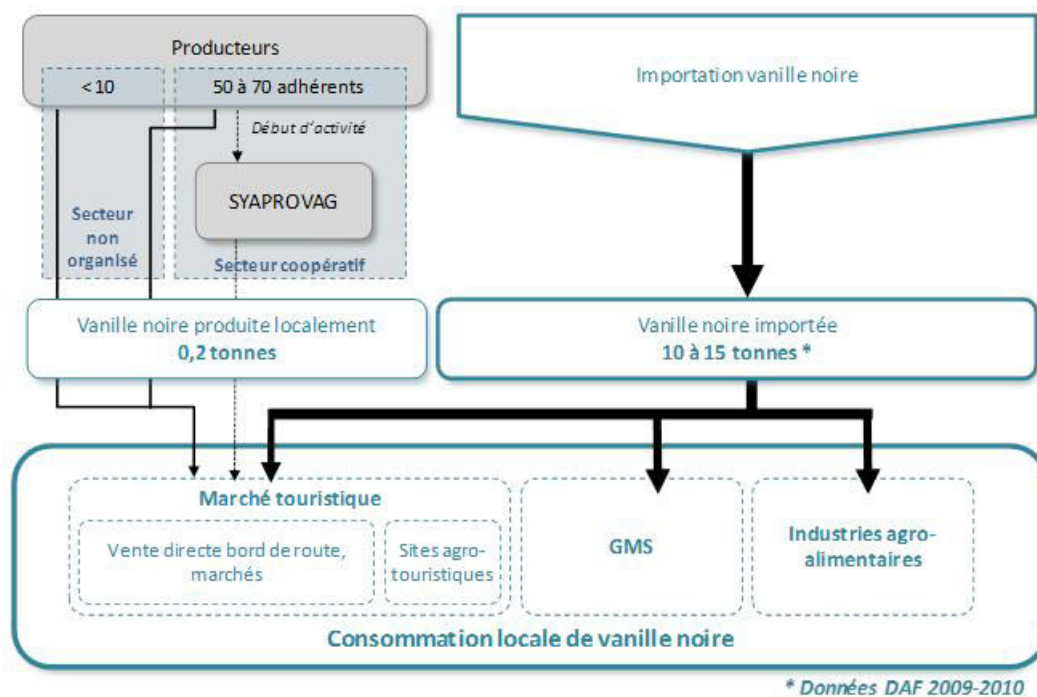 Producteurs
<10
50 à 70 adhérents
Début d'activité
SYAPROVAG
Secteur
non
organisé
Secteur coopératif
Importation vanille noire
Vanille noire produite localement
0,2 tonnes
Vanille noire importée
10 à 15 tonnes *
Marché touristique
Vente directe bord de route,
marchés
Sites agro-
touristiques
GMS
Industries agro-
alimentaires
Consommation locale de vanille noire
* Données DAF 2009-2010